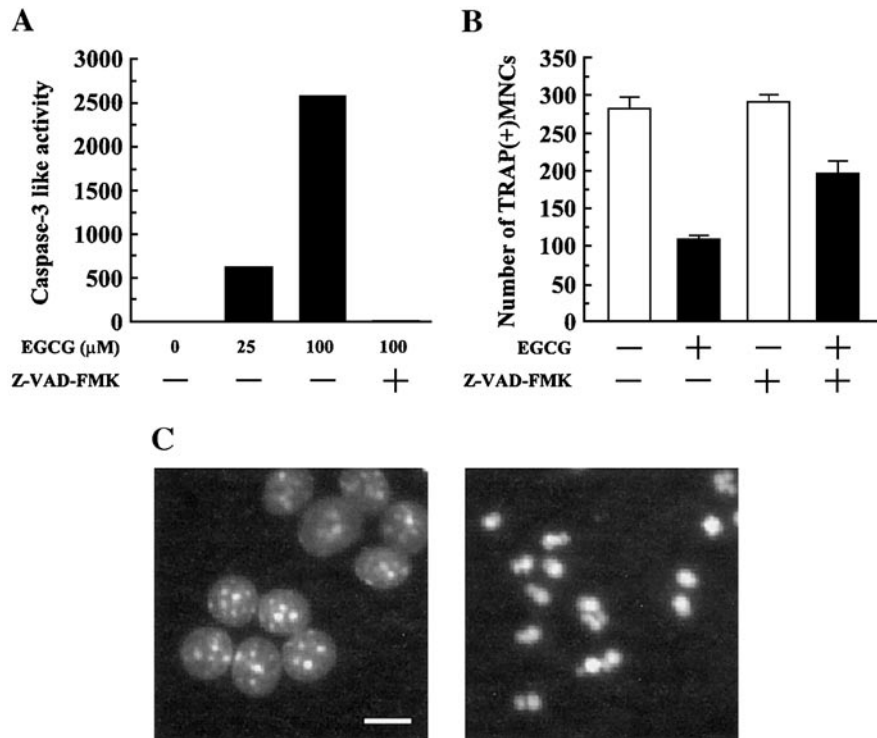 A
3000
2500
2000
1500
1000
500
0
Caspase-3 like activity
EGCG (μM) 0 25 100 100
Z-VAD-FMK — — — +
B
350
300
250
200
150
100
50
0
Number of TRAP(+)MNCs
EGCG — + — +
Z-VAD-FMK — — + +
C